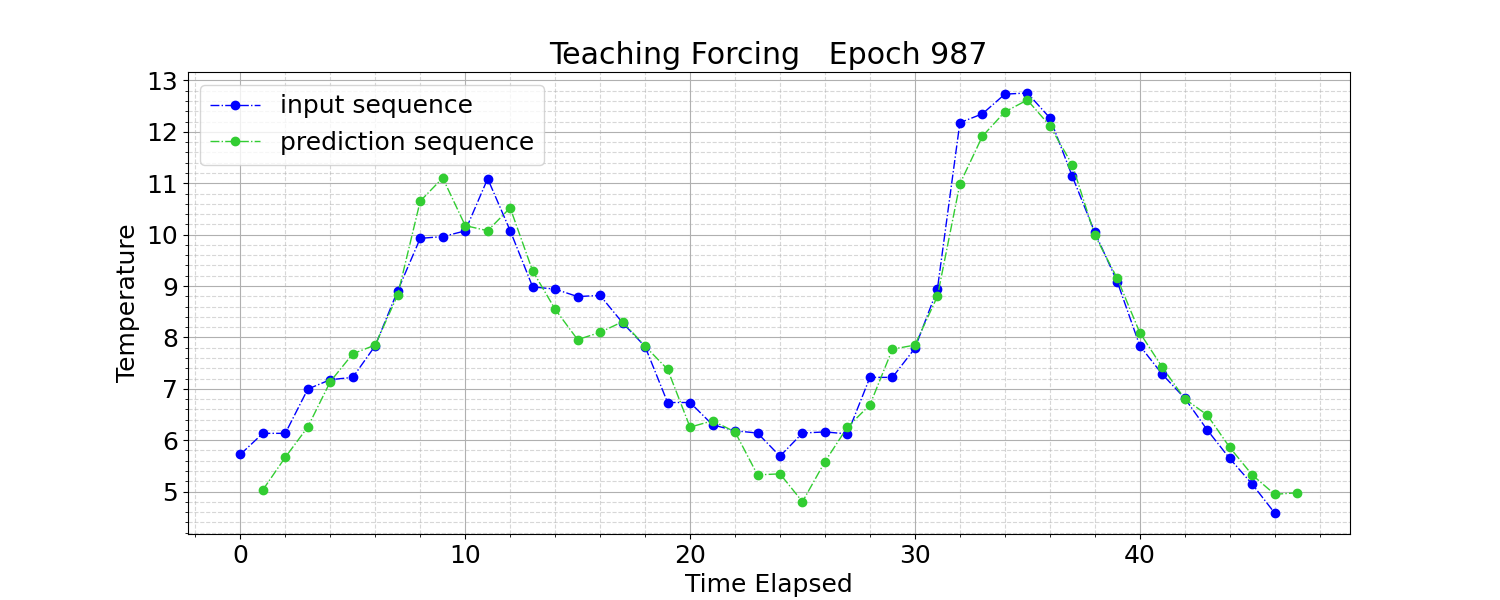 Teaching Forcing   Epoch 987
input sequence
prediction sequence
Temperature
13
12
11
10
9
8
7
6
5
0 10 20 30 40
Time Elapsed